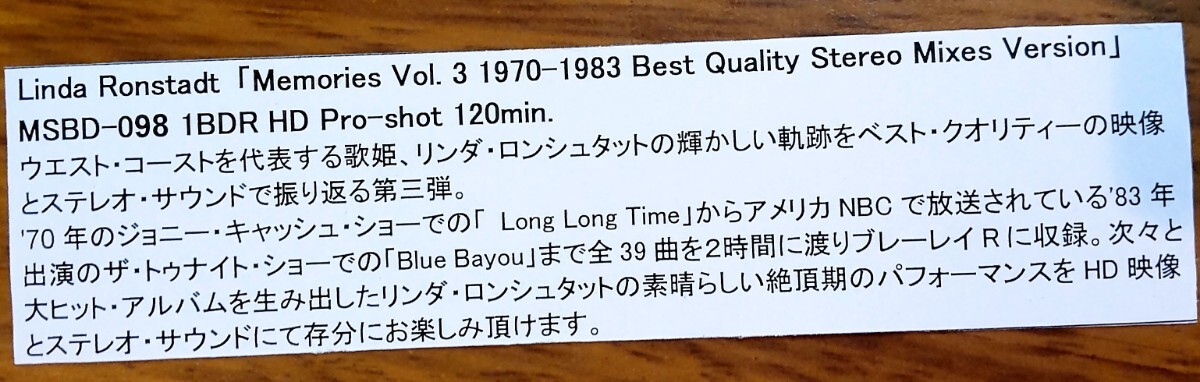 Linda Ronstadt「Memories Vol. 3 1970-1983 Best Quality Stereo Mixes Version」
MSBD-098 1BDR HD Pro-shot 120min.
ウエスト・コーストを代表する歌姫、リンダ・ロンシュタットの輝かしい軌跡をベスト・クオリティーの映像
とステレオ・サウンドで振り返る第三弾。
'70 年のジョニー・キャッシュ・ショーでの「 Long Long Time」からアメリカ NBC で放送されている'83 年
出演のザ・トゥナイト・ショーでの「Blue Bayou」まで全 39 曲を２時間に渡りブレーレイ R に収録。次々と
大ヒット・アルバムを生み出したリンダ・ロンシュタットの素晴らしい絶頂期のパフォーマンスを HD 映像
とステレオ・サウンドにて存分にお楽しみ頂けます。